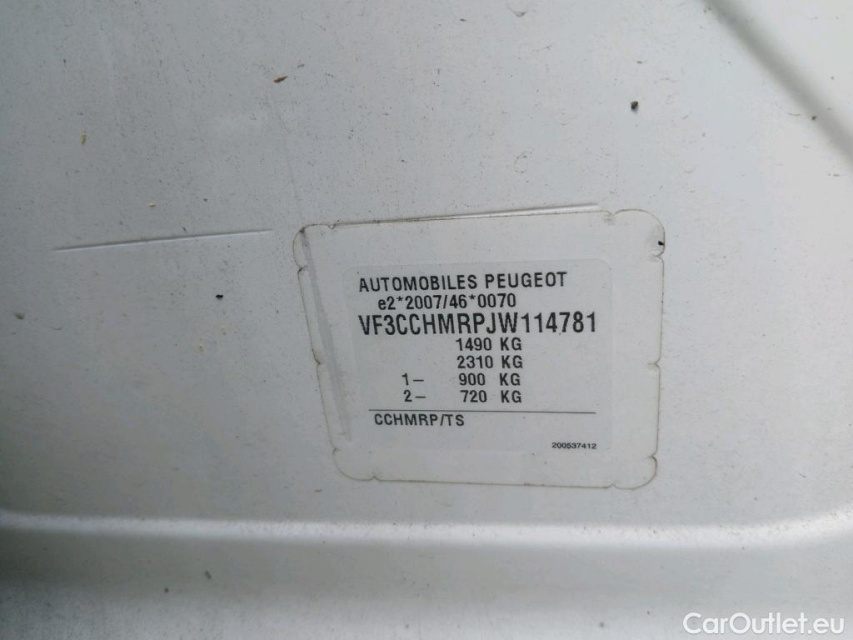 AUTOMOBILES PEUGEOT
e2*2007/46*0070
VF3CCHMRPJW114781
1490 KG
2310 KG
1- 900 KG
2- 720 KG
CCHMRP/TS
200537412
CarOutlet.eu